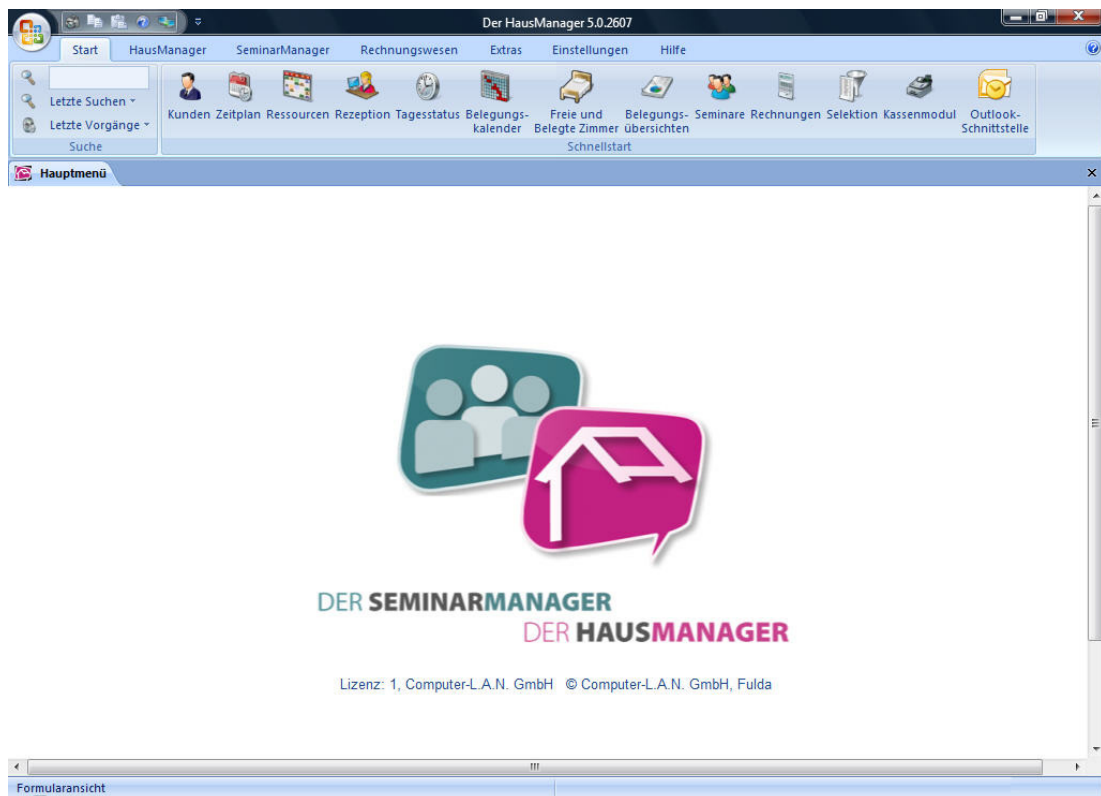 Der HausManager 5.0.2607
Start HausManager SeminarManager Rechnungswesen Extras Einstellungen Hilfe
Letzte Suchen
Letzte Vorgänge
Suche
Kunden Zeitplan Ressourcen Rezeption Tagesstatus Belegungs- Freie und Belegungs- Seminare Rechnungen Selektion Kassenmodul Outlook-
kalender Belegte Zimmer übersichten Schnittstelle
Schnellstart
Hauptmenü
DER SEMINARMANAGER
DER HAUSMANAGER
Lizenz: 1, Computer-L.A.N. GmbH © Computer-L.A.N. GmbH, Fulda
Formularansicht